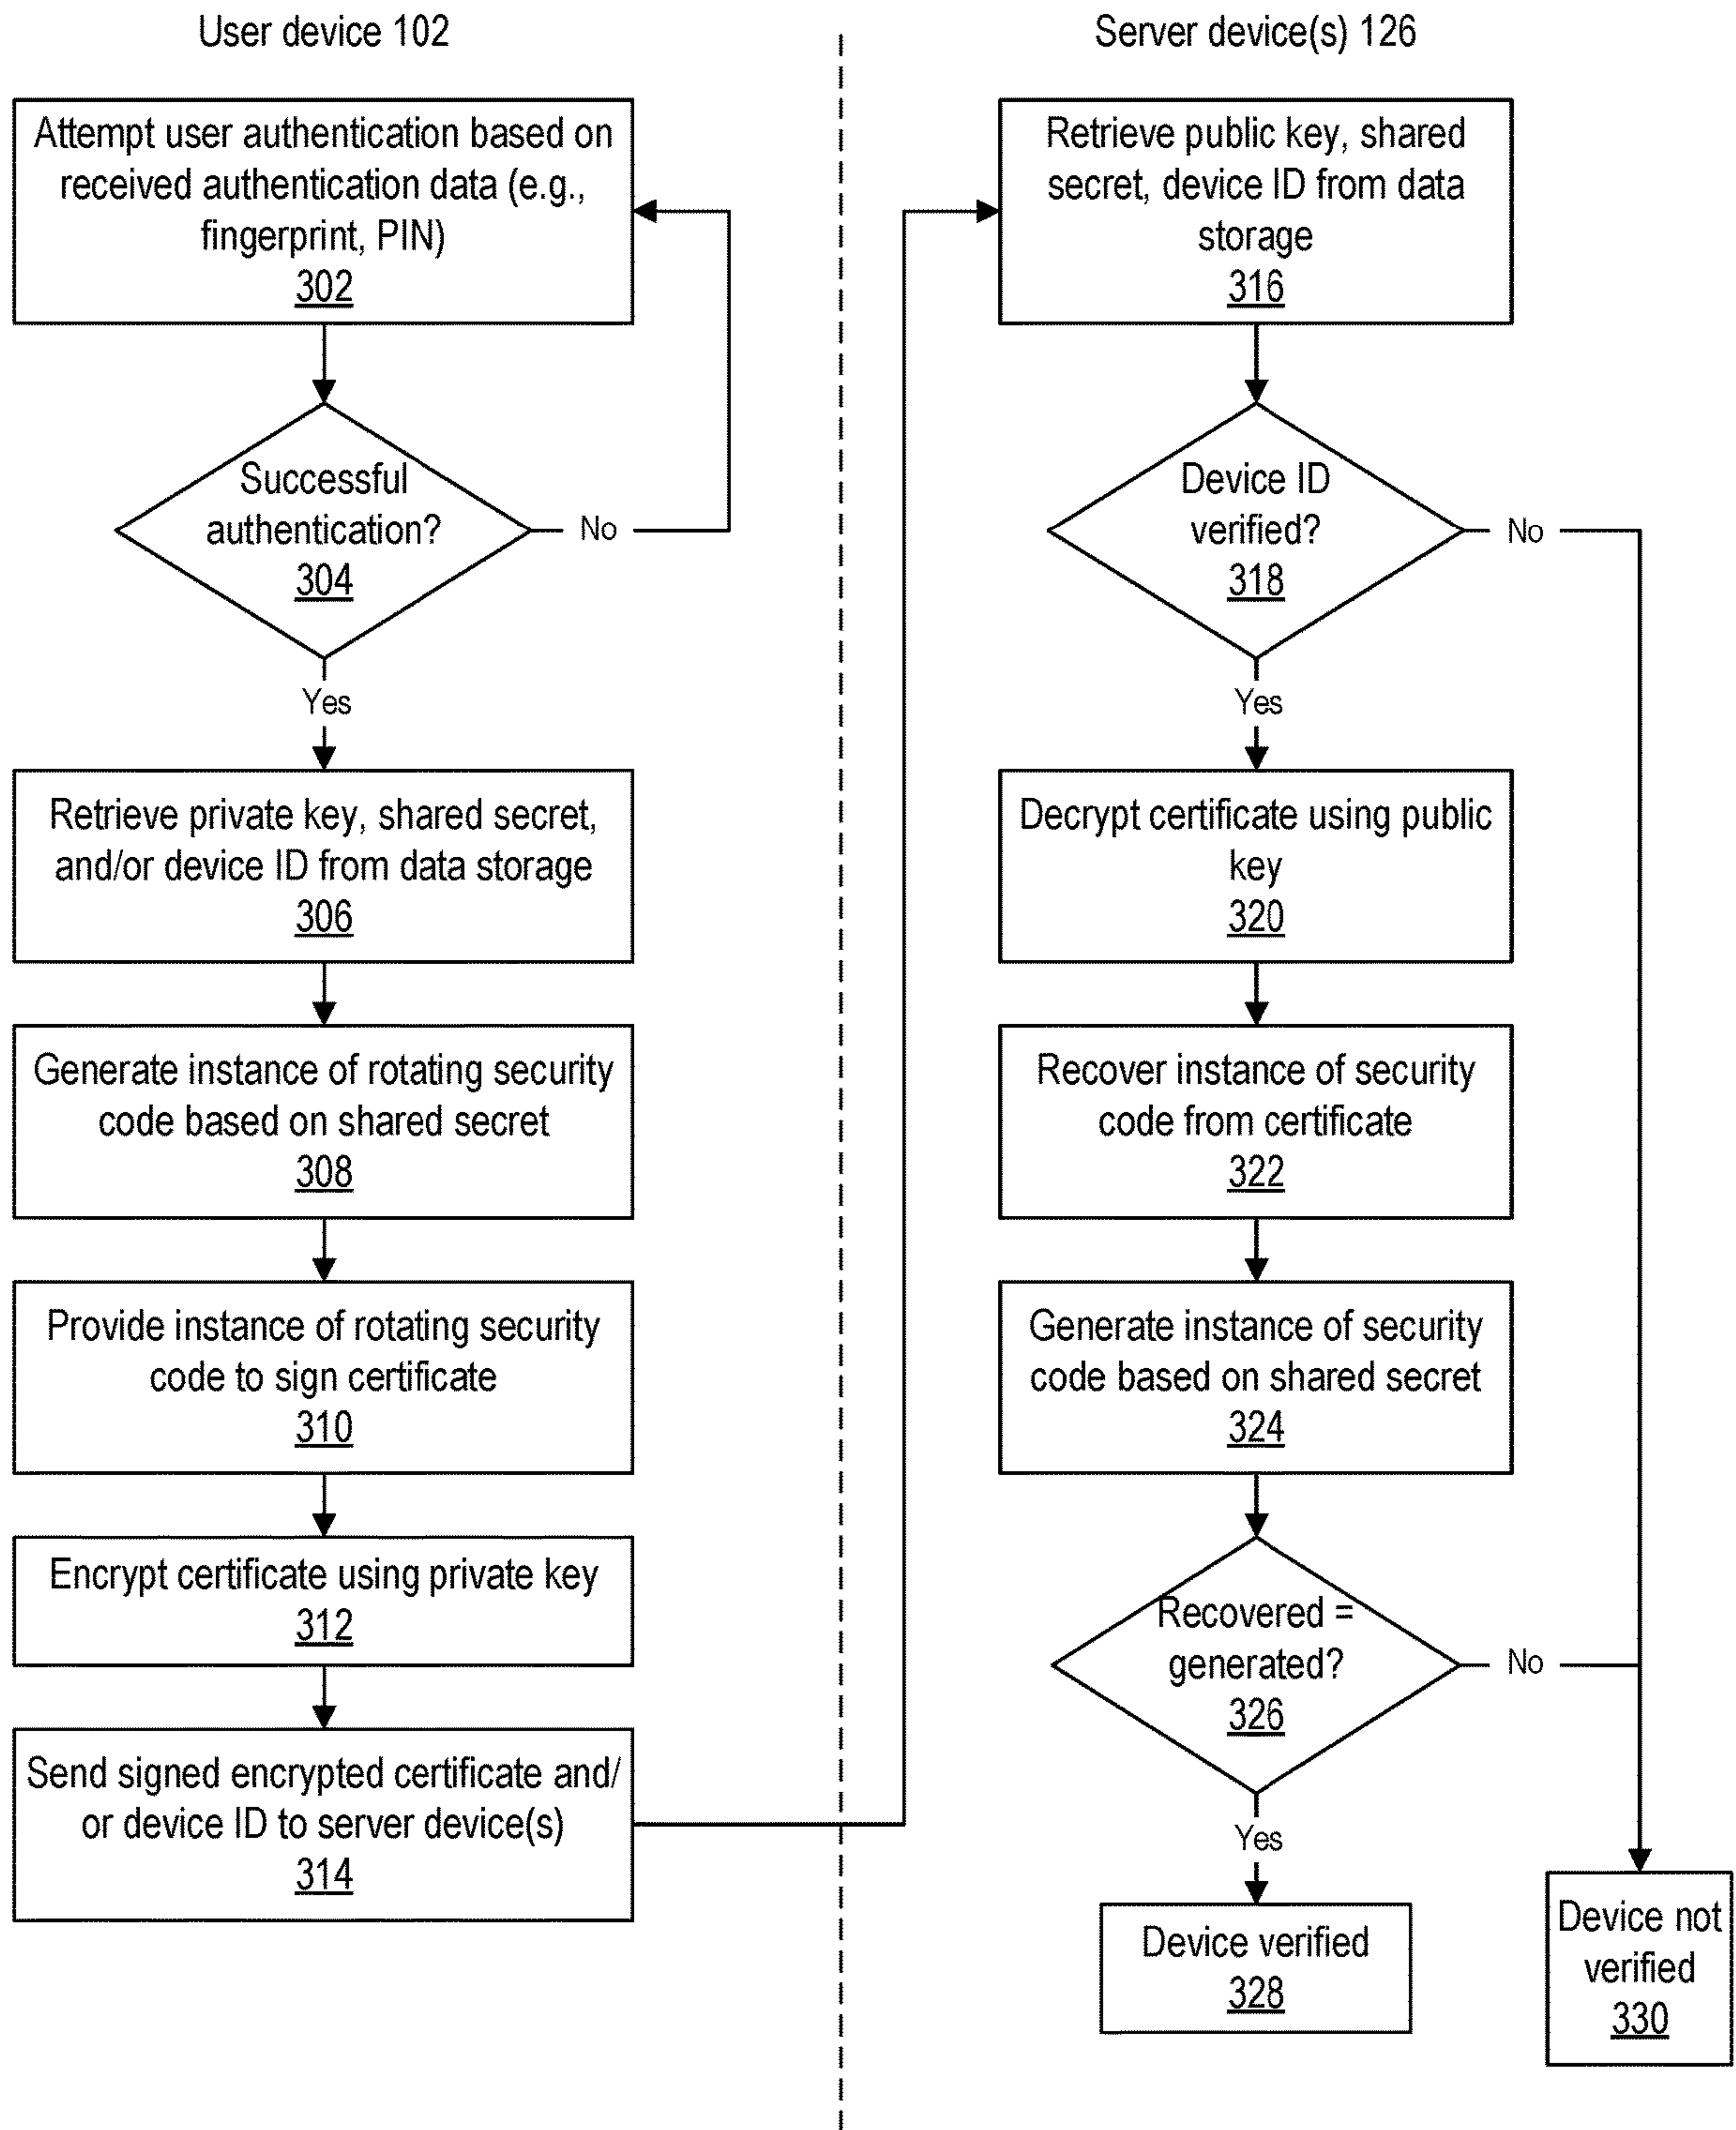 User device 102
Attempt user authentication based on
received authentication data (e.g.,
fingerprint, PIN)
302
Successful
authentication?
304
No
Yes
Retrieve private key, shared secret,
and/or device ID from data storage
306
Generate instance of rotating security
code based on shared secret
308
Provide instance of rotating security
code to sign certificate
310
Encrypt certificate using private key
312
Send signed encrypted certificate and/
or device ID to server device(s)
314
Server device(s) 126
Retrieve public key, shared
secret, device ID from data
storage
316
Device ID
verified?
318
No
Yes
Decrypt certificate using public
key
320
Recover instance of security
code from certificate
322
Generate instance of security
code based on shared secret
324
Recovered =
generated?
326
No
Yes
Device verified
328
Device not
verified
330